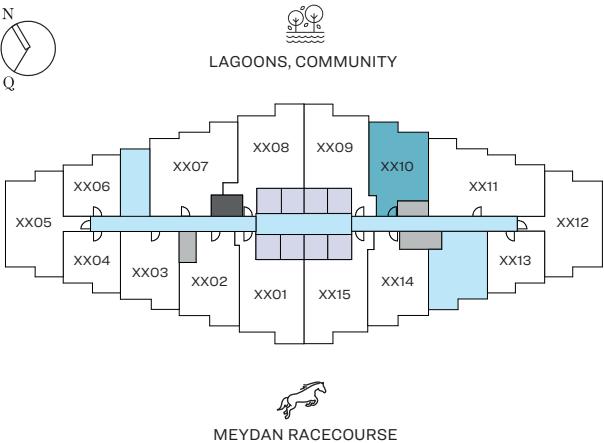 N
Q
LAGOONS, COMMUNITY
XX08 XX09
XX07 XX10
XX06 XX11
XX05 XX12
XX04 XX03 XX02 XX01 XX15 XX14 XX13
MEYDAN RACECOURSE